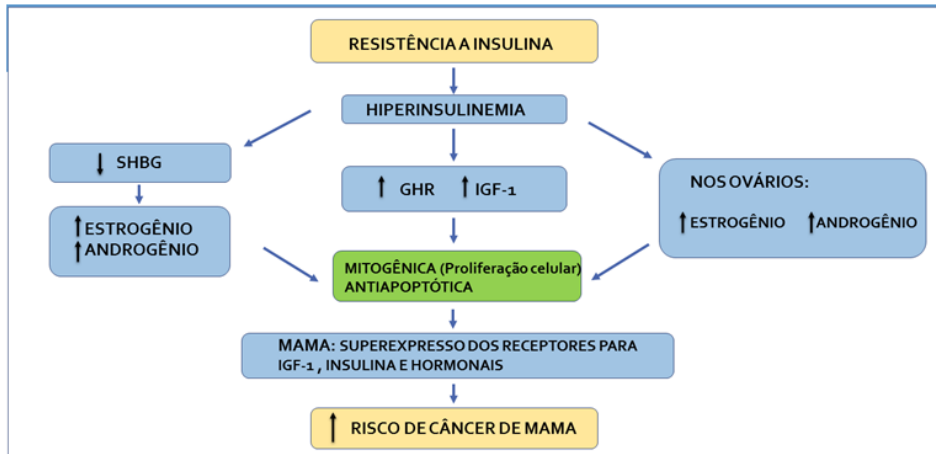 RESISTÊNCIA A INSULINA
HIPERINSULINEMIA
↓ SHBG
↑ESTROGÊNIO
↑ANDROGÊNIO
↑ GHR ↑ IGF-1
NOS OVÁRIOS:
↑ESTROGÊNIO ↑ANDROGÊNIO
MITOGÊNICA (Proliferação celular)
ANTIAPOPTÓTICA
MAMA: SUPEREXPRESSO DOS RECEPTORES PARA
IGF-1 , INSULINA E HORMONAIS
↑ RISCO DE CÂNCER DE MAMA